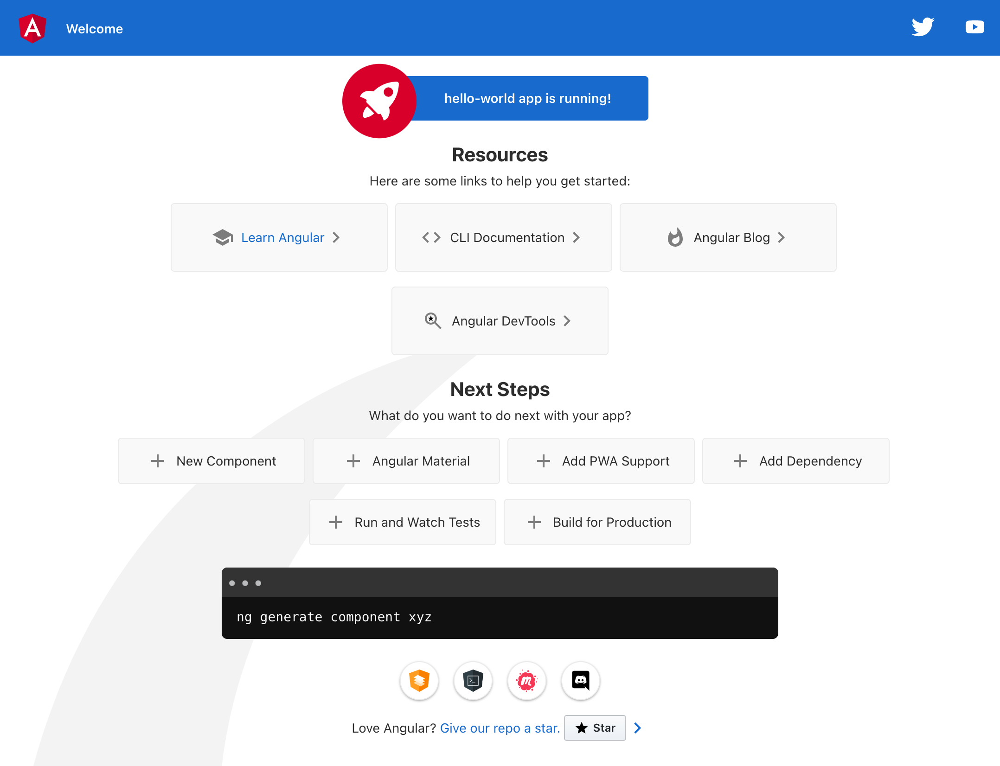 Welcome
hello-world app is running!
Resources
Here are some links to help you get started:
Learn Angular
CLI Documentation
Angular Blog
Angular DevTools
Next Steps
What do you want to do next with your app?
New Component
Angular Material
Add PWA Support
Add Dependency
Run and Watch Tests
Build for Production
ng generate component xyz
Love Angular? Give our repo a star. Star